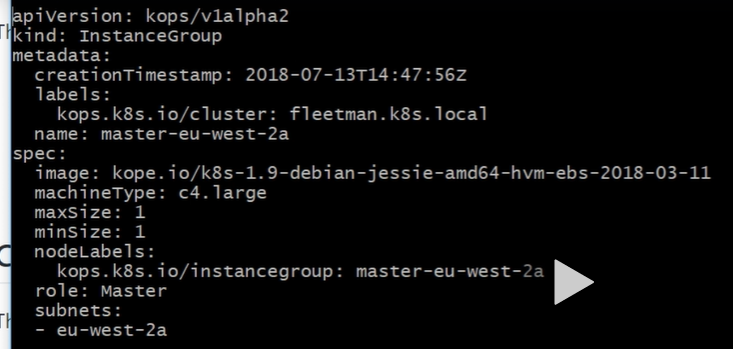 apiVersion: kops/v1alpha2
kind: InstanceGroup
metadata:
  creationTimestamp: 2018-07-13T14:47:56Z
  labels:
    kops.k8s.io/cluster: fleetman.k8s.local
  name: master-eu-west-2a
spec:
  image: kope.io/k8s-1.9-debian-jessie-amd64-hvm-ebs-2018-03-11
  machineType: c4.large
  maxSize: 1
  minSize: 1
  nodeLabels:
    kops.k8s.io/instancegroup: master-eu-west-2a
  role: Master
  subnets:
  - eu-west-2a